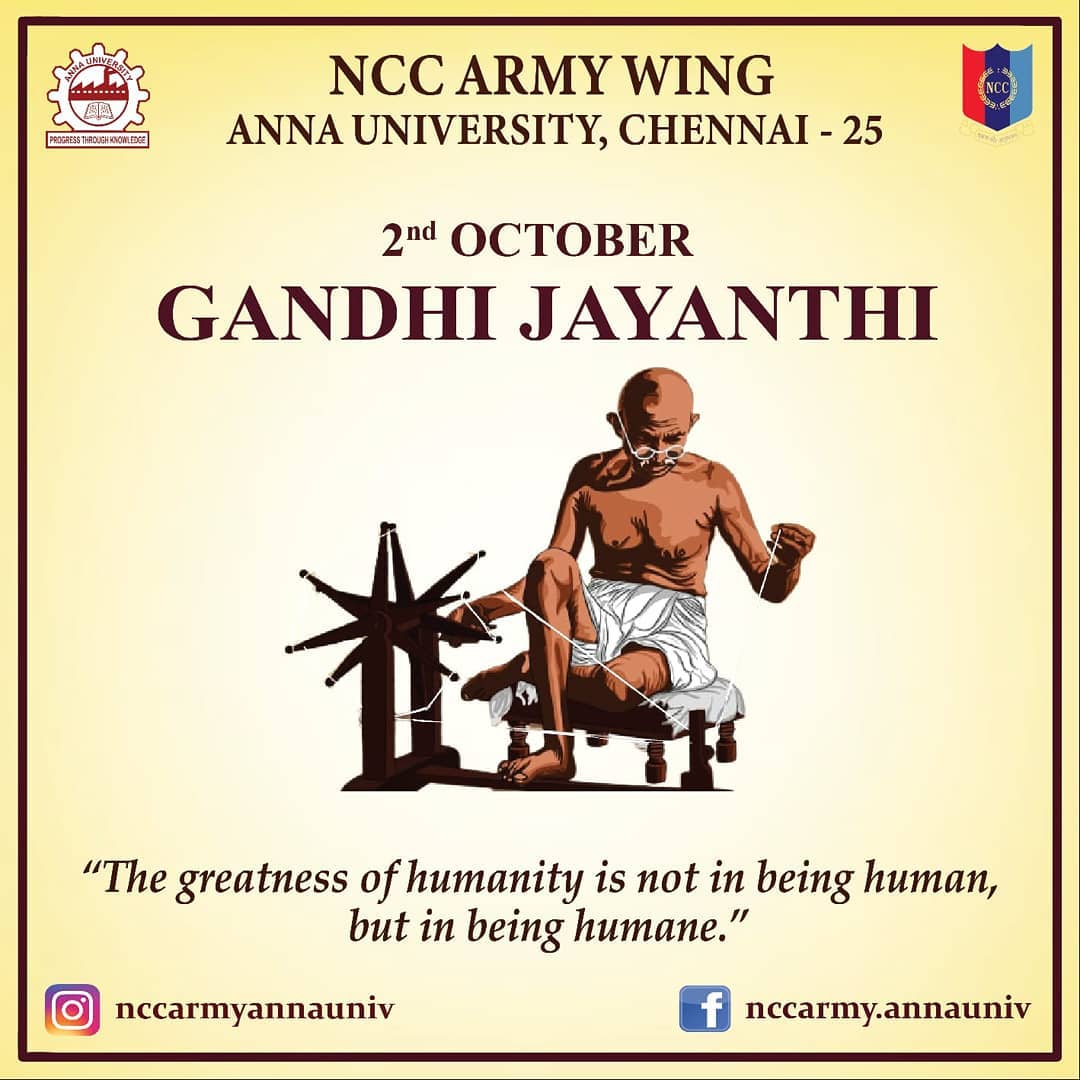 ANNA UNIVERSITY
PROGRESS THROUGH KNOWLEDGE
NCC ARMY WING
ANNA UNIVERSITY, CHENNAI - 25
NCC
2nd OCTOBER
GANDHI JAYANTHI
“The greatness of humanity is not in being human,
but in being humane.”
nccarmyannauniv
nccarmy.annauniv